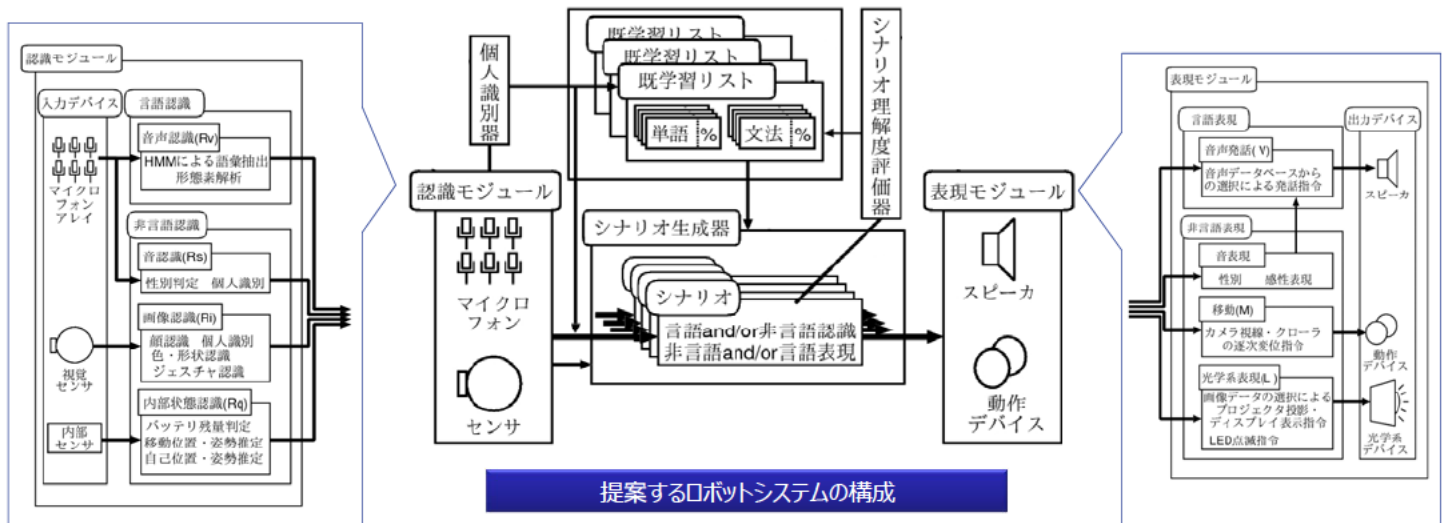 認識モジュール
入力デバイス
マイクロ
フォン
アレイ
視覚
センサ
内部
センサ
言語認識
音声認識(Rv)
HMMによる語彙抽出
形態素解析
非言語認識
音認識(Rs)
性別判定 個人識別
画像認識(Ri)
顔認識 個人識別
色・形状認識
ジェスチャ認識
内部状態認識(Rq)
バッテリ残量判定
移動位置・姿勢推定
自己位置・姿勢推定
個人識別器
既学習リスト
既学習リスト
既学習リスト
単語 %
文法 %
シナリオ理解度評価器
認識モジュール
マイクロ
フォン
センサ
シナリオ生成器
シナリオ
言語and/or非言語認識
非言語and/or言語表現
表現モジュール
スピーカ
動作
デバイス
提案するロボットシステムの構成
表現モジュール
言語表現
音声発話(V)
音声データベースから
の選択による発話指令
非言語表現
音表現
性別 感性表現
移動(M)
カメラ視線・クローラ
の逐次変位指令
光学系表現(L)
画像データの選択による
プロジェクタ投影・
ディスプレイ表示指令
LED点滅指令
出力デバイス
スピーカ
動作
デバイス
光学系
デバイス